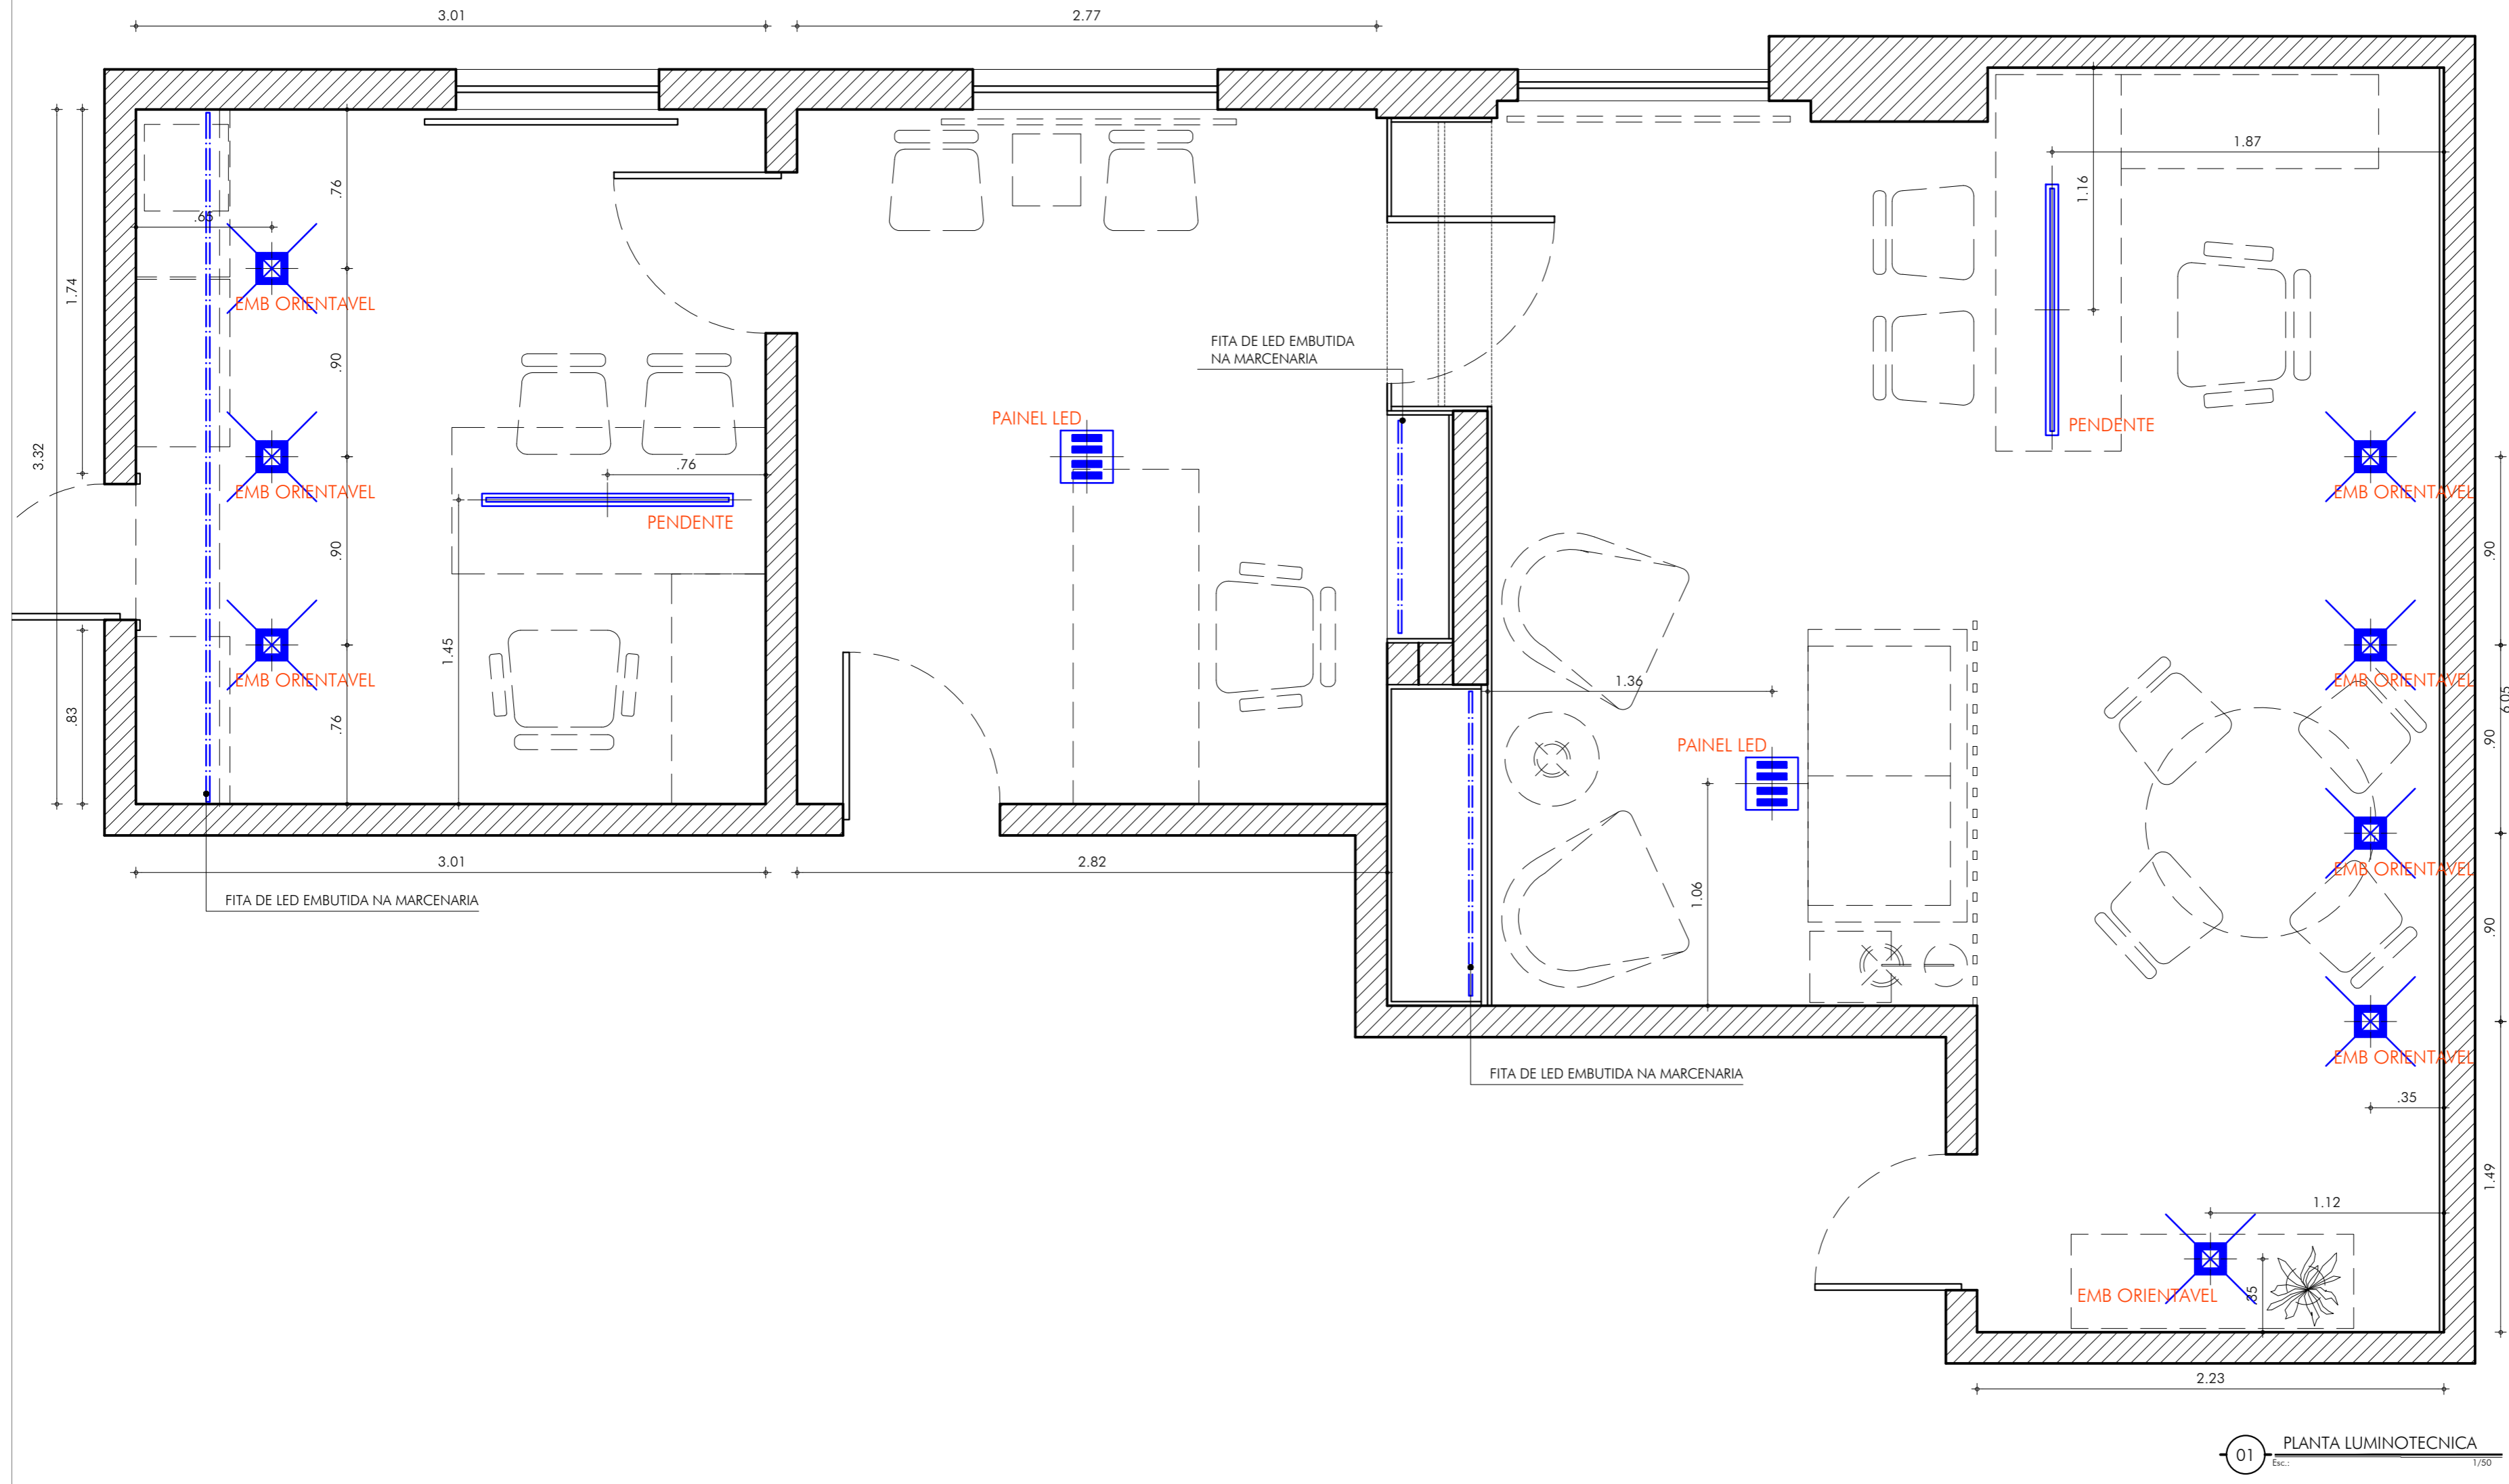 3.01
2.77
1.87
1.16
.76
.65
1.74
EMB ORIENTAVEL
FITA DE LED EMBUTIDA
NA MARCENARIA
.90
PAINEL LED
PENDENTE
3.32
.76
EMB ORIENTAVEL
EMB ORIENTAVEL
PENDENTE
.90
.90
1.45
EMB ORIENTAVEL
EMB ORIENTAVEL
1.36
6.05
.83
.76
.90
PAINEL LED
3.01
2.82
EMB ORIENTAVEL
1.06
FITA DE LED EMBUTIDA NA MARCENARIA
.90
EMB ORIENTAVEL
FITA DE LED EMBUTIDA NA MARCENARIA
.35
1.49
1.12
EMB ORIENTAVEL
.35
2.23
01
PLANTA LUMINOTECNICA
Esc.:
1/50